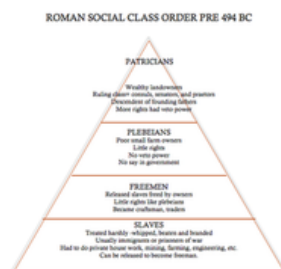 ROMAN SOCIAL CLASS ORDER PRE 494 BC
PATRICIANS
Wealthy landowners
Ruling class= consuls, senators, and praetors
Descendent of founding fathers
More rights had veto power
PLEBEIANS
Poor small farm owners
Little rights
No veto power
No say in government
FREEMEN
Released slaves freed by owners
Little rights like plebeians
Became craftsman, traders
SLAVES
Treated harshly -whipped, beaten and branded
Usually immigrants or prisoners of war
Had to do private house work, mining, farming, engineering, etc
Can be released to become freeman.